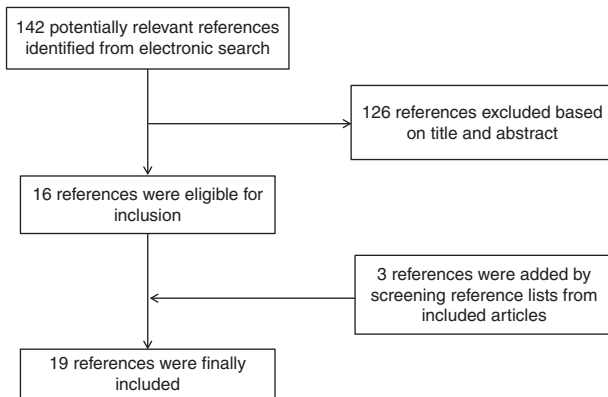 142 potentially relevant references
identified from electronic search
126 references excluded based
on title and abstract
16 references were eligible for
inclusion
3 references were added by
screening reference lists from
included articles
19 references were finally
included